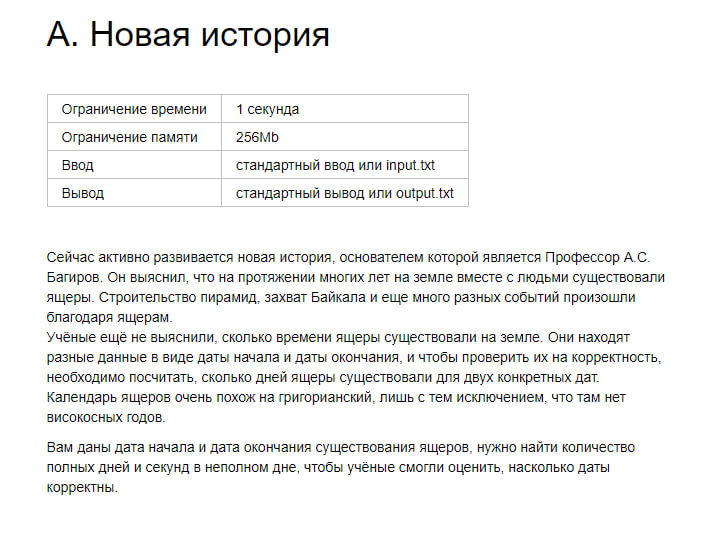 А. Новая история
Ограничение времени 1 секунда
Ограничение памяти 256Mb
Ввод стандартный ввод или input.txt
Вывод стандартный вывод или output.txt
Сейчас активно развивается новая история, основателем которой является Профессор А.С.
Багиров. Он выяснил, что на протяжении многих лет на земле вместе с людьми существовали
ящеры. Строительство пирамид, захват Байкала и еще много разных событий произошли
благодаря ящерам.
Учёные ещё не выяснили, сколько времени ящеры существовали на земле. Они находят
разные данные в виде даты начала и даты окончания, и чтобы проверить их на корректность,
необходимо посчитать, сколько дней ящеры существовали для двух конкретных дат.
Календарь ящеров очень похож на григорианский, лишь с тем исключением, что там нет
високосных годов.
Вам даны дата начала и дата окончания существования ящеров, нужно найти количество
полных дней и секунд в неполном дне, чтобы учёные смогли оценить, насколько даты
корректны.